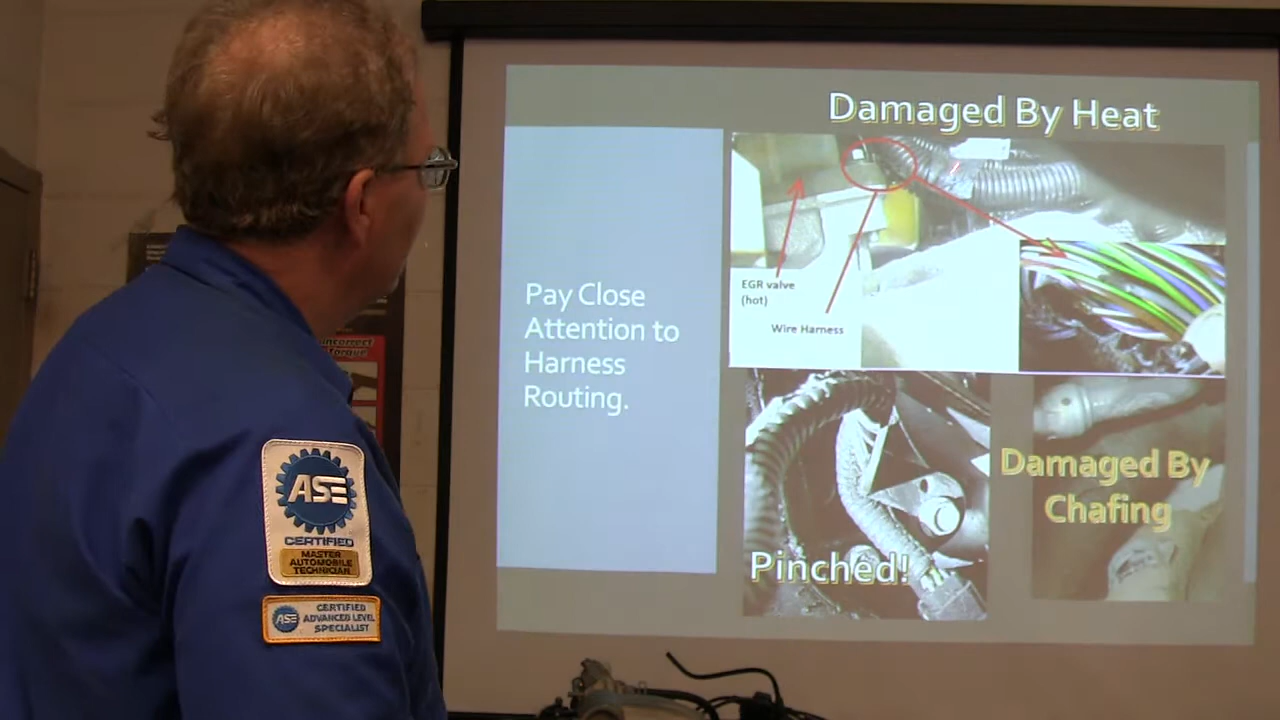 Damaged By Heat
EGR valve
(hot)
Wire Harness
Pay Close
Attention to
Harness
Routing.
Damaged By
Chafing
Pinched!
Incorrect
Torque
ASE
CERTIFIED
MASTER
AUTOMOBILE
TECHNICIAN
ASE
CERTIFIED
ADVANCED LEVEL
SPECIALIST